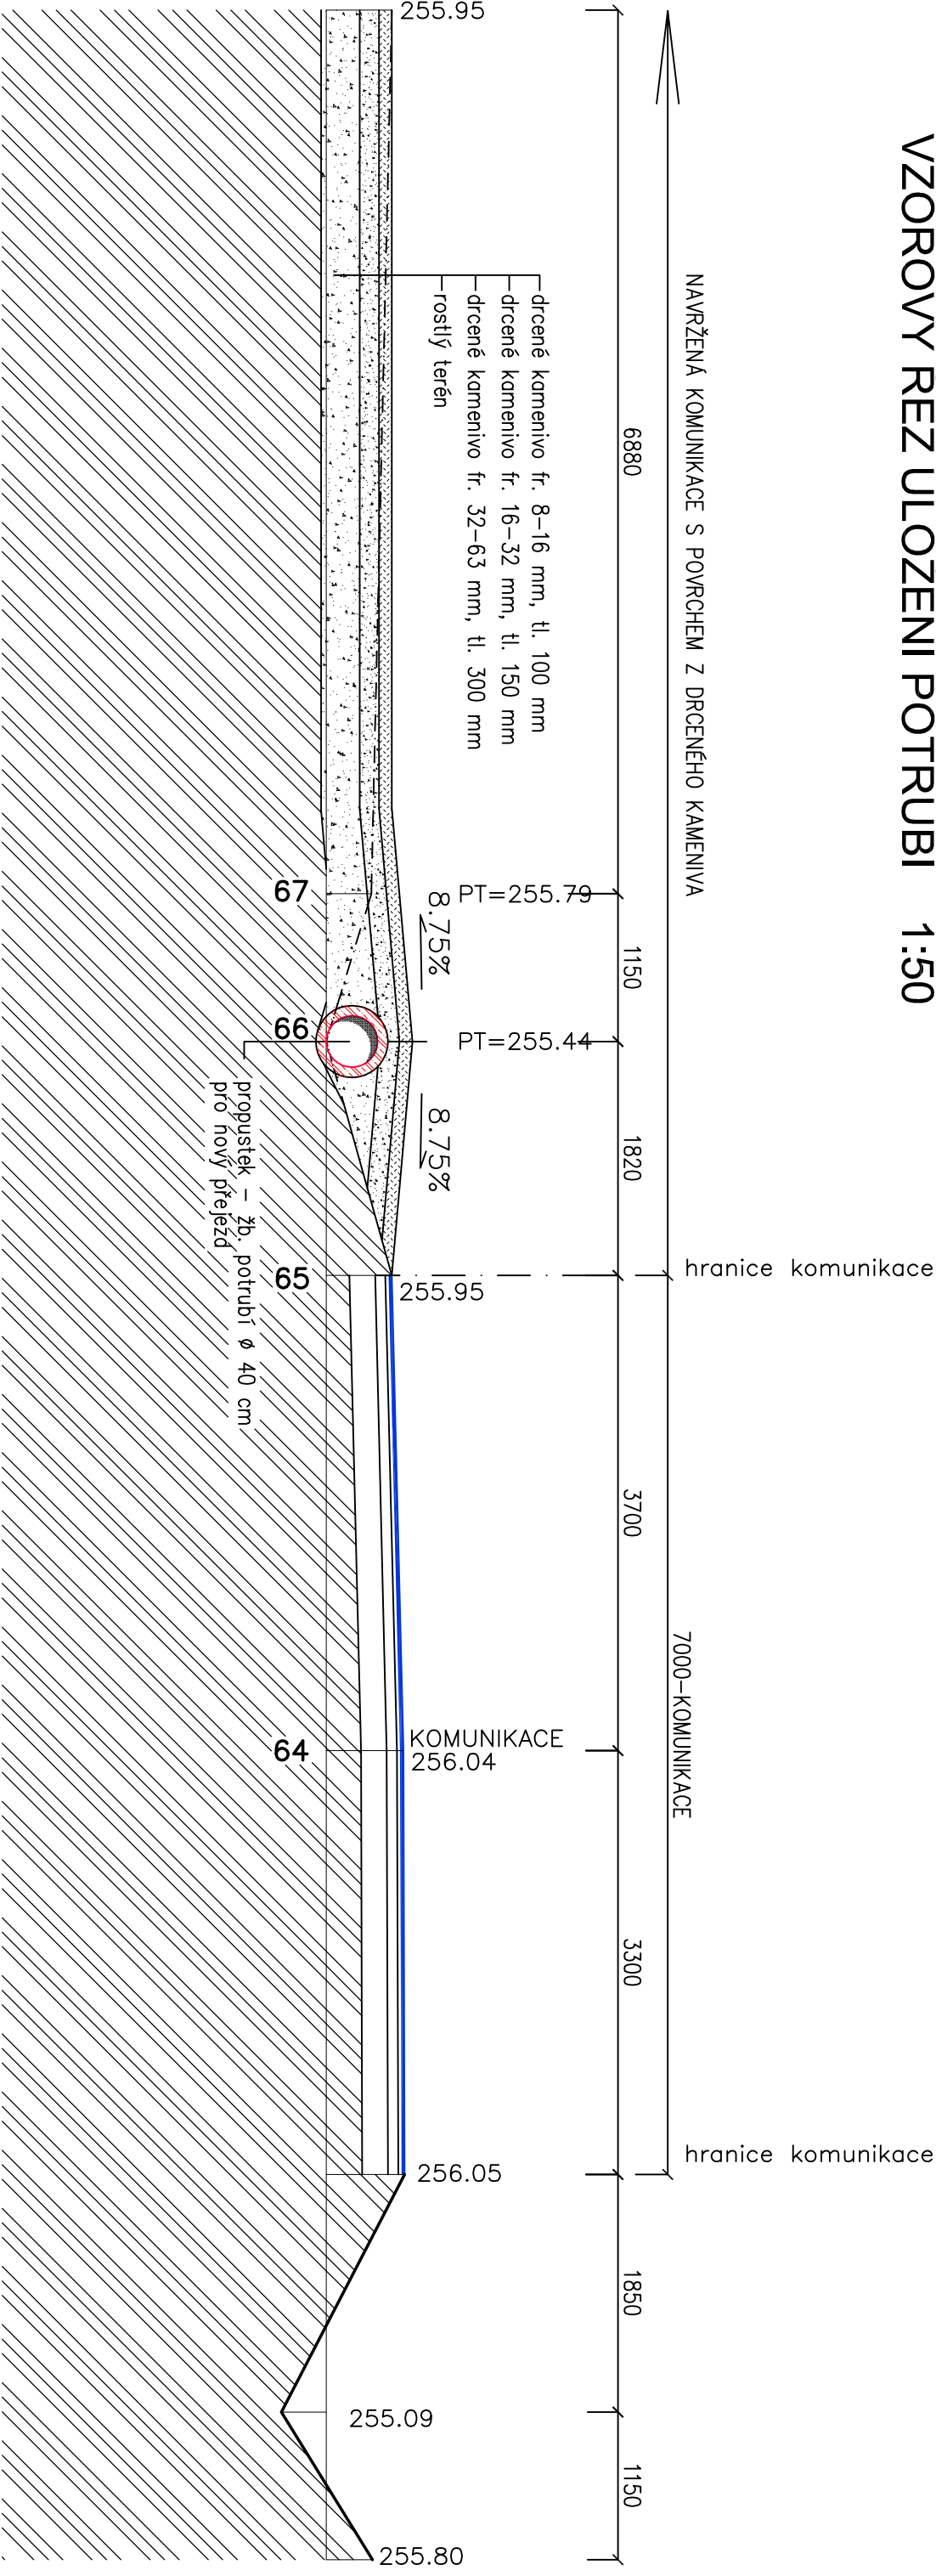 VZOROVY REZ ULOZENI POTRUBI 1:50
NAVRŽENÁ KOMUNIKACE S POVRCHEM Z DRCENÉHO KAMENIVA
7000-KOMUNIKACE
hranice komunikace
hranice komunikace
6880
1150
1820
3700
3300
1850
1150
drcené kamenivo fr. 8-16 mm, tl. 100 mm
drcené kamenivo fr. 16-32 mm, tl. 150 mm
drcené kamenivo fr. 32-63 mm, tl. 300 mm
rostlý terén
255.95
PT=255.79
8.75%
PT=255.44
8.75%
255.95
KOMUNIKACE
256.04
256.05
255.09
255.80
67
66
65
64
propustek - žb. potrubí ø 40 cm
pro nový přejezd